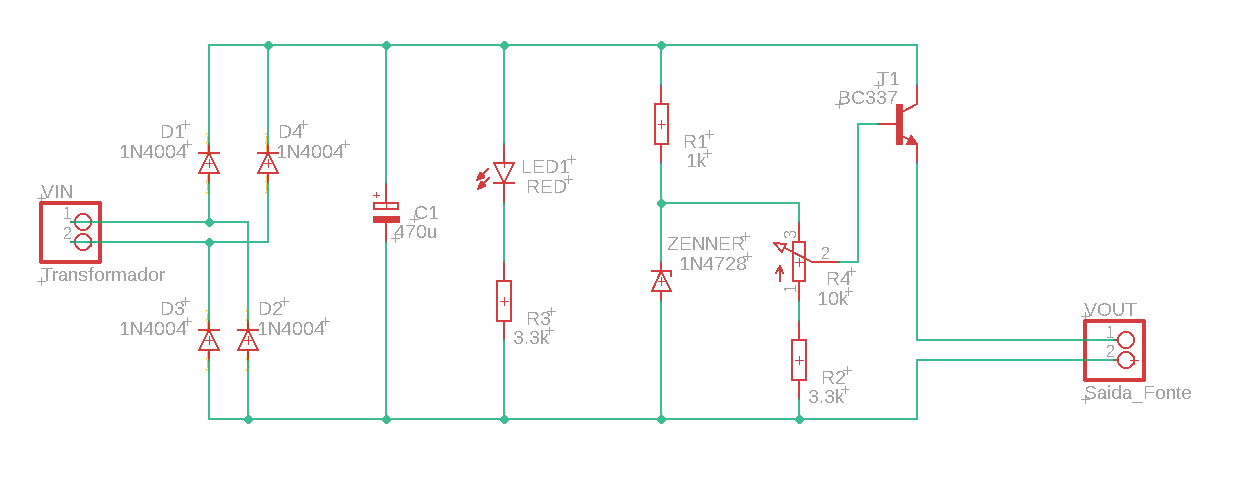 T1
BC337
D1
1N4004
D4
1N4004
R1
1k
LED1
RED
VIN
1
2
Transformador
C1
470u
ZENNER
1N4728
3
2
1
R4
10k
D3
1N4004
D2
1N4004
R3
3.3k
VOUT
1
2
Saida_Fonte
R2
3.3k